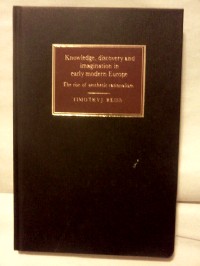 Knowledge, discovery and
imagination in
early modern Europe
The rise of aesthetic rationalism
TIMOTHY J. REISS